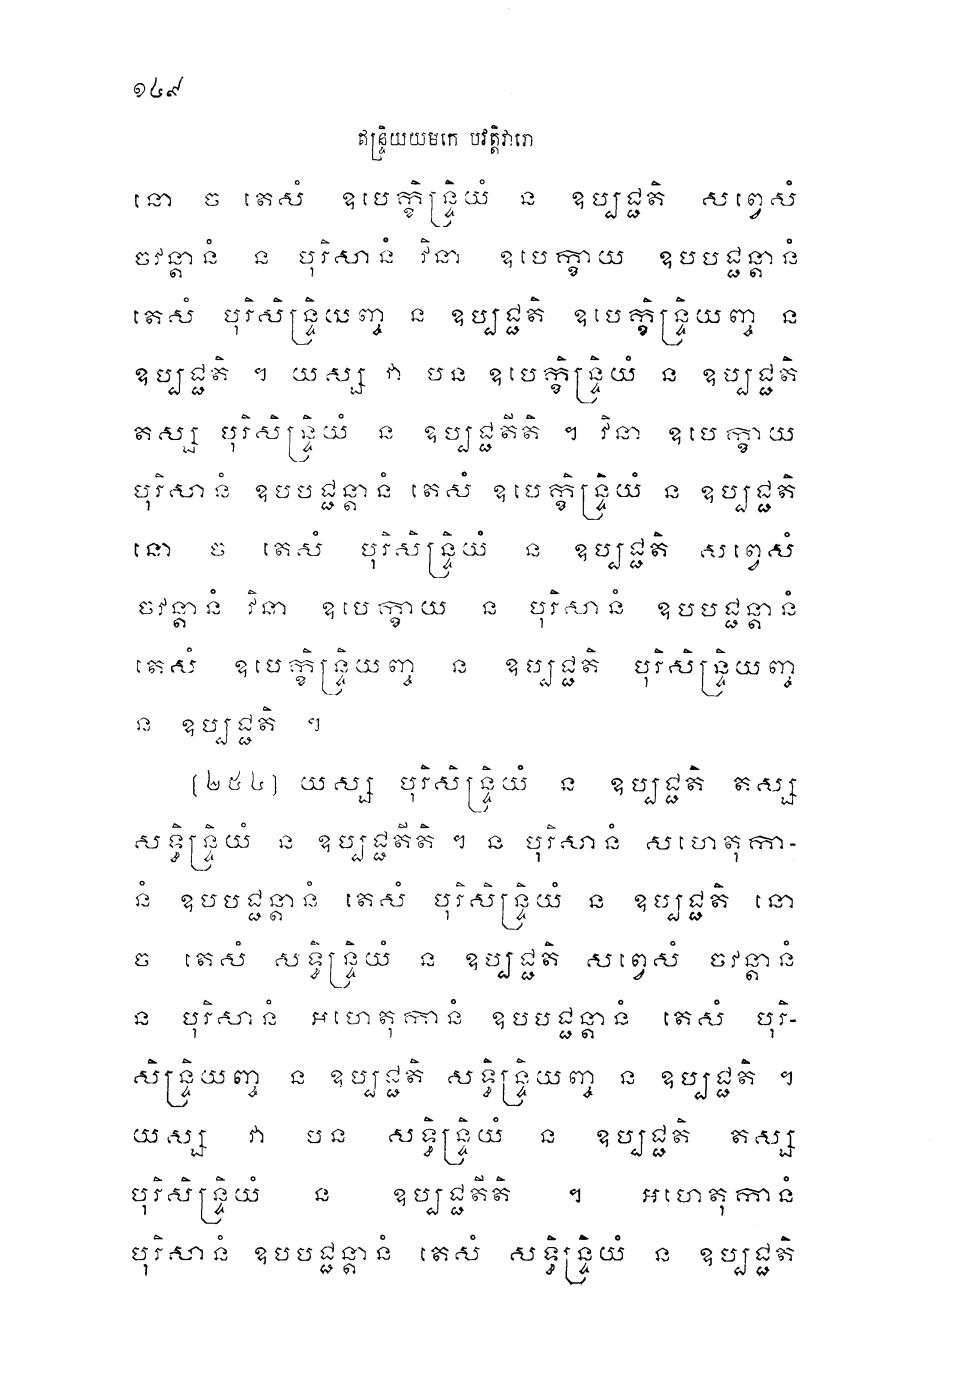 ១៤៩
ឥន្ទ្រិយយមកេ បវត្តិវារោ
នោ ច តេសំ ឧបេក្ខិន្ទ្រិយំ ន ឧប្បជ្ជតិ សព្វេសំ
ចវន្តានំ ន បុរិសានំ វិនា ឧបេក្ខាយ ឧបបជ្ជន្តានំ
តេសំ បុរិសិន្ទ្រិយញ្ច ន ឧប្បជ្ជតិ ឧបេក្ខិន្ទ្រិយញ្ច ន
ឧប្បជ្ជតិ ។ យស្ស វា បន ឧបេក្ខិន្ទ្រិយំ ន ឧប្បជ្ជតិ
តស្ស បុរិសិន្ទ្រិយំ ន ឧប្បជ្ជតីតិ ។ វិនា ឧបេក្ខាយ
បុរិសានំ ឧបបជ្ជន្តានំ តេសំ ឧបេក្ខិន្ទ្រិយំ ន ឧប្បជ្ជតិ
នោ ច តេសំ បុរិសិន្ទ្រិយំ ន ឧប្បជ្ជតិ សព្វេសំ
ចវន្តានំ វិនា ឧបេក្ខាយ ន បុរិសានំ ឧបបជ្ជន្តានំ
តេសំ ឧបេក្ខិន្ទ្រិយញ្ច ន ឧប្បជ្ជតិ បុរិសិន្ទ្រិយញ្ច
ន ឧប្បជ្ជតិ ។
(២៥៤) យស្ស បុរិសិន្ទ្រិយំ ន ឧប្បជ្ជតិ តស្ស
សទ្ធិន្ទ្រិយំ ន ឧប្បជ្ជតីតិ ។ ន បុរិសានំ សហេតុកា-
នំ ឧបបជ្ជន្តានំ តេសំ បុរិសិន្ទ្រិយំ ន ឧប្បជ្ជតិ នោ
ច តេសំ សទ្ធិន្ទ្រិយំ ន ឧប្បជ្ជតិ សព្វេសំ ចវន្តានំ
ន បុរិសានំ អហេតុកានំ ឧបបជ្ជន្តានំ តេសំ បុរិ-
សិន្ទ្រិយញ្ច ន ឧប្បជ្ជតិ សទ្ធិន្ទ្រិយញ្ច ន ឧប្បជ្ជតិ ។
យស្ស វា បន សទ្ធិន្ទ្រិយំ ន ឧប្បជ្ជតិ តស្ស
បុរិសិន្ទ្រិយំ ន ឧប្បជ្ជតីតិ ។ អហេតុកានំ
បុរិសានំ ឧបបជ្ជន្តានំ តេសំ សទ្ធិន្ទ្រិយំ ន ឧប្បជ្ជតិ